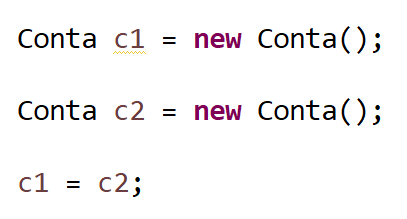 Conta c1 = new Conta();
Conta c2 = new Conta();
c1 = c2;